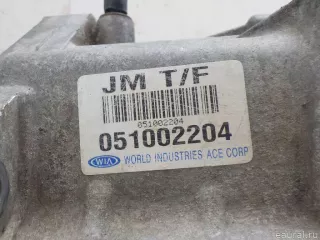 JM T/F
051002204
051002204
WIA WORLD INDUSTRIES ACE CORP